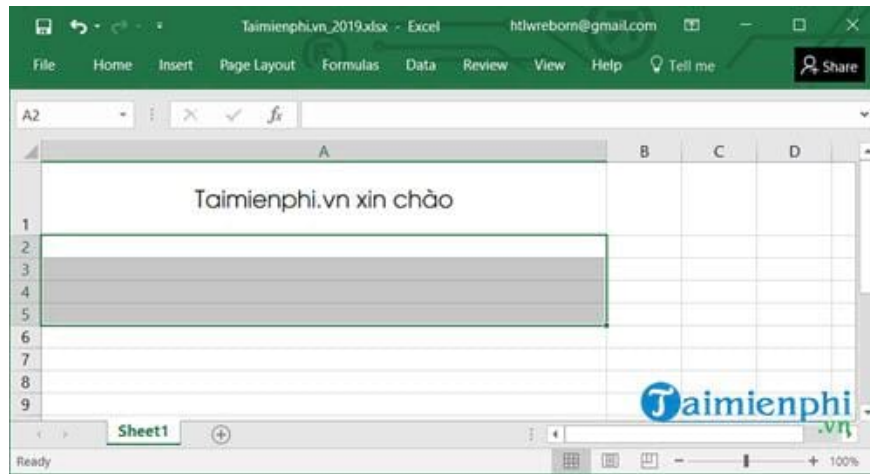 Taimienphi.vn_2019.xlsx - Excel htlwreborn@gmail.com
File Home Insert Page Layout Formulas Data Review View Help Tell me Share
A2 fx
A B C D
Taimienphi.vn xin chào
1
2
3
4
5
6
7
8
9
Taimienphi
.vn
Sheet1
Ready 100%